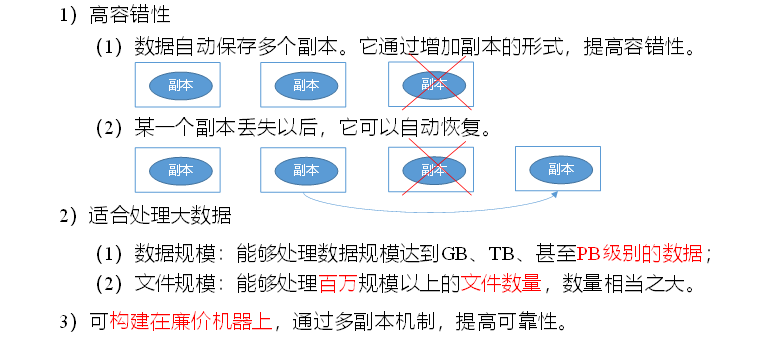 1）高容错性
（1）数据自动保存多个副本。它通过增加副本的形式，提高容错性。
副本 副本 副本
（2）某一个副本丢失以后，它可以自动恢复。
副本 副本 副本 副本
2）适合处理大数据
（1）数据规模：能够处理数据规模达到GB、TB、甚至PB级别的数据；
（2）文件规模：能够处理百万规模以上的文件数量，数量相当之大。
3）可构建在廉价机器上，通过多副本机制，提高可靠性。